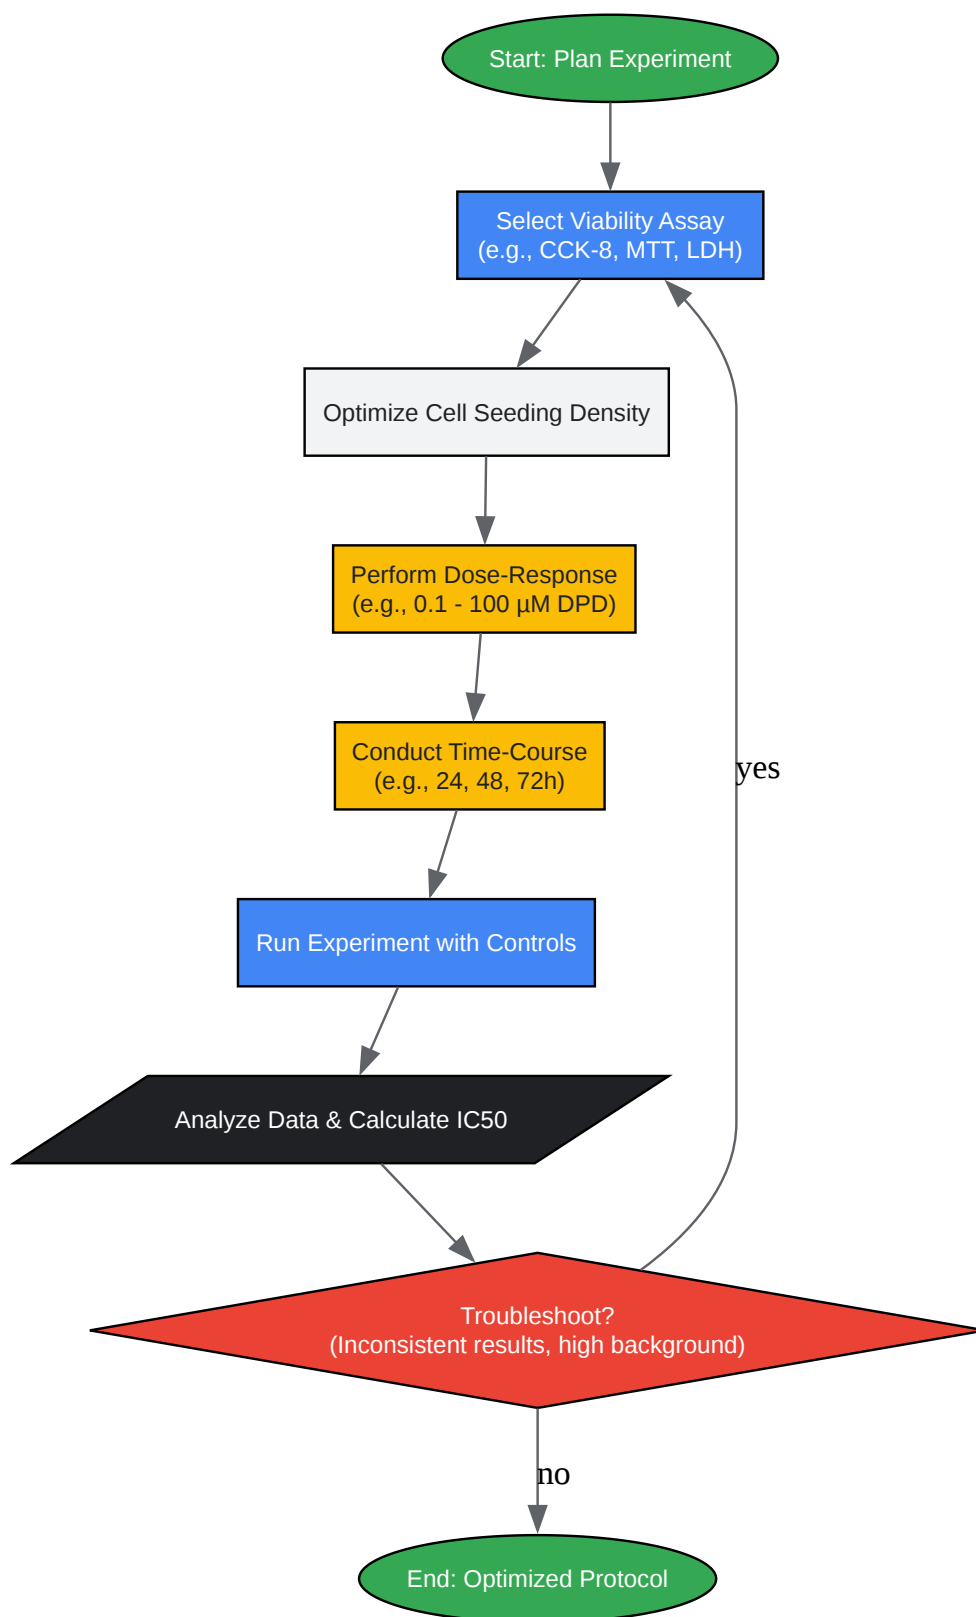 Start: Plan Experiment
Select Viability Assay
(e.g., CCK-8, MTT, LDH)
Optimize Cell Seeding Density
Perform Dose-Response
(e.g., 0.1 - 100 µM DPD)
Conduct Time-Course
(e.g., 24, 48, 72h)
yes
Run Experiment with Controls
Analyze Data & Calculate IC50
Troubleshoot?
(Inconsistent results, high background)
no
End: Optimized Protocol